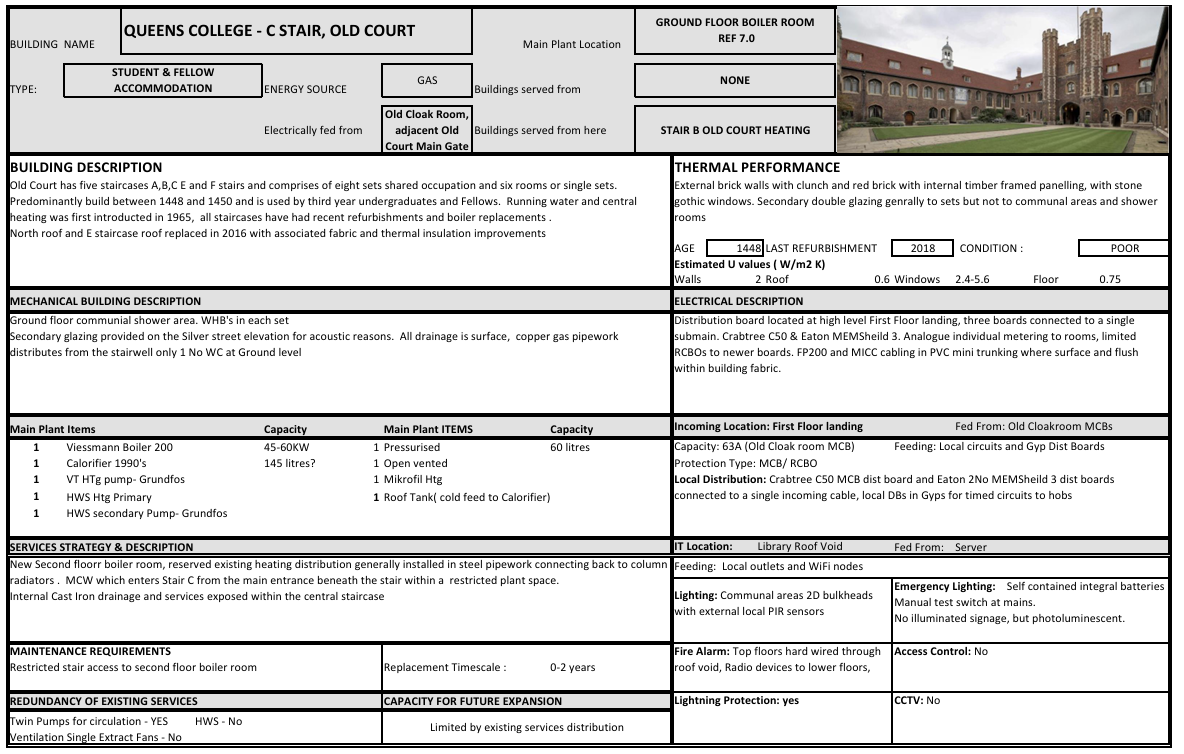 BUILDING NAME
QUEENS COLLEGE - C STAIR, OLD COURT
Main Plant Location
GROUND FLOOR BOILER ROOM
REF 7.0
TYPE:
STUDENT & FELLOW
ACCOMMODATION
ENERGY SOURCE
GAS
Buildings served from
NONE
Electrically fed from
Old Cloak Room,
adjacent Old
Court Main Gate
Buildings served from here
STAIR B OLD COURT HEATING
BUILDING DESCRIPTION
Old Court has five staircases A,B,C E and F stairs and comprises of eight sets shared occupation and six rooms or single sets.
Predominantly build between 1448 and 1450 and is used by third year undergraduates and Fellows. Running water and central
heating was first introducted in 1965, all staircases have had recent refurbishments and boiler replacements .
North roof and E staircase roof replaced in 2016 with associated fabric and thermal insulation improvements
THERMAL PERFORMANCE
External brick walls with clunch and red brick with internal timber framed panelling, with stone
gothic windows. Secondary double glazing genrally to sets but not to communal areas and shower
rooms
AGE 1448 LAST REFURBISHMENT 2018 CONDITION : POOR
Estimated U values ( W/m2 K)
Walls 2 Roof 0.6 Windows 2.4-5.6 Floor 0.75
MECHANICAL BUILDING DESCRIPTION
Ground floor communal shower area. WHB's in each set
Secondary glazing provided on the Silver street elevation for acoustic reasons. All drainage is surface, copper gas pipework
distributes from the stairwell only 1 No WC at Ground level
ELECTRICAL DESCRIPTION
Distribution board located at high level First Floor landing, three boards connected to a single
submain. Crabtree C50 & Eaton MEMSheild 3. Analogue individual metering to rooms, limited
RCBOs to newer boards. FP200 and MICC cabling in PVC mini trunking where surface and flush
within building fabric.
Main Plant Items Capacity Main Plant ITEMS Capacity
1 Viessmann Boiler 200 45-60KW 1 Pressurised 60 litres
1 Calorifier 1990's 145 litres? 1 Open vented
1 VT HTg pump- Grundfos 1 Mikrofil Htg
1 HWS Htg Primary 1 Roof Tank( cold feed to Calorifier)
1 HWS secondary Pump- Grundfos
Incoming Location: First Floor landing Fed From: Old Cloakroom MCBs
Capacity: 63A (Old Cloak room MCB) Feeding: Local circuits and Gyp Dist Boards
Protection Type: MCB/ RCBO
Local Distribution: Crabtree C50 MCB dist board and Eaton 2No MEMSheild 3 dist boards
connected to a single incoming cable, local DBs in Gyps for timed circuits to hobs
SERVICES STRATEGY & DESCRIPTION
New Second floorr boiler room, reserved existing heating distribution generally installed in steel pipework connecting back to column
radiators . MCW which enters Stair C from the main entrance beneath the stair within a restricted plant space.
Internal Cast Iron drainage and services exposed within the central staircase
IT Location: Library Roof Void Fed From: Server
Feeding: Local outlets and WiFi nodes
Lighting: Communal areas 2D bulkheads
with external local PIR sensors
Emergency Lighting: Self contained integral batteries
Manual test switch at mains.
No illuminated signage, but photoluminescent.
MAINTENANCE REQUIREMENTS
Restricted stair access to second floor boiler room
Replacement Timescale : 0-2 years
Fire Alarm: Top floors hard wired through
roof void, Radio devices to lower floors,
Access Control: No
REDUNDANCY OF EXISTING SERVICES
Twin Pumps for circulation - YES HWS - No
Ventilation Single Extract Fans - No
CAPACITY FOR FUTURE EXPANSION
Limited by existing services distribution
Lightning Protection: yes
CCTV: No